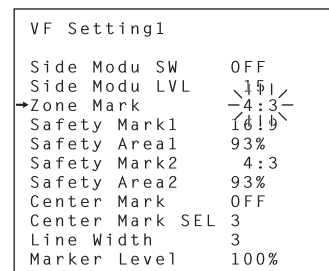 VF Setting1
Side Modu SW OFF
Side Modu LVL 15
→Zone Mark 4:3
Safety Mark1 16:9
Safety Area1 93%
Safety Mark2 4:3
Safety Area2 93%
Center Mark OFF
Center Mark SEL 3
Line Width 3
Marker Level 100%